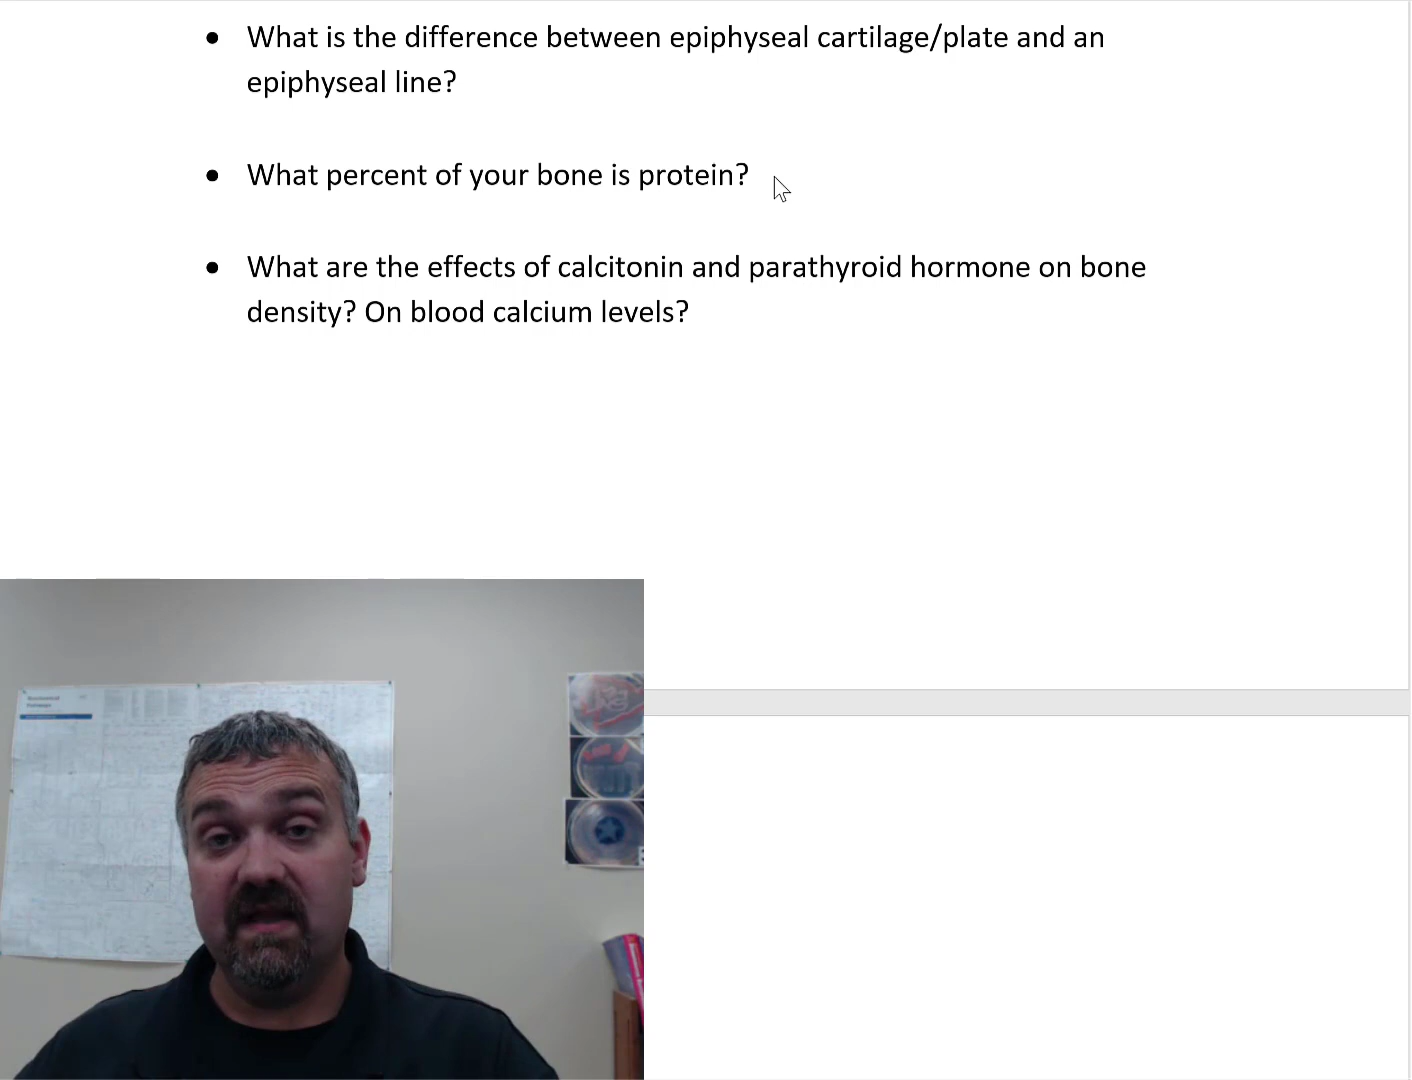 • What is the difference between epiphyseal cartilage/plate and an
epiphyseal line?
• What percent of your bone is protein?
• What are the effects of calcitonin and parathyroid hormone on bone
density? On blood calcium levels?